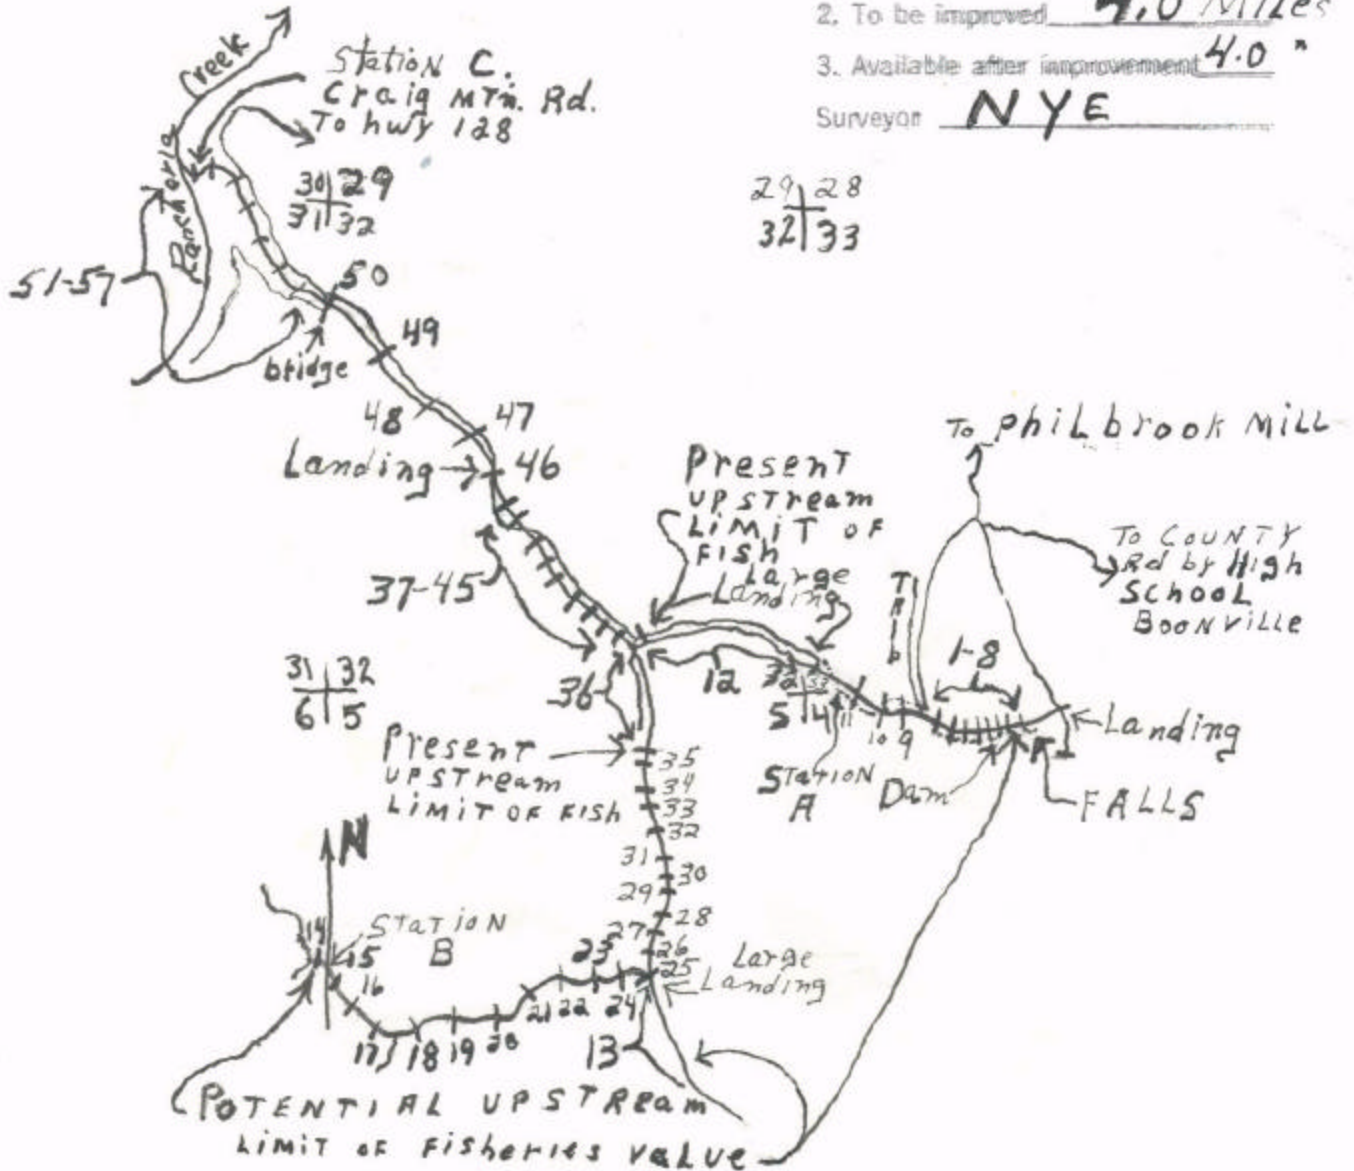 2. To be improved 4.0 Miles
3. Available after improvement 4.0 "
Surveyor NYE
Creek
Station C.
Craig MTn. Rd.
To hwy 128
30 29
31 32
29 28
32 33
51-57
50
bridge
49
48
47
Landing
46
To PhiLbrook MiLL
Present
UPSTream
LiMiT OF
FISH
Large
Landing
To COUNTY
Rd by High
SCHOOL
BOONVILLE
37-45
TRib
1-8
12
31 32
6 5
36
32 33
5 4
11
10
9
Landing
Present
UPSTream
LiMiT OF FISH
35
34
33
32
31
30
29
28
27
26
25
STATION
A
Dam
FALLS
N
14
STATION
B
15
16
17
18
19
20
21
22
23
24
Large
Landing
13
POTENTIAL UPSTREam
LiMiT OF Fisheries VaLUe